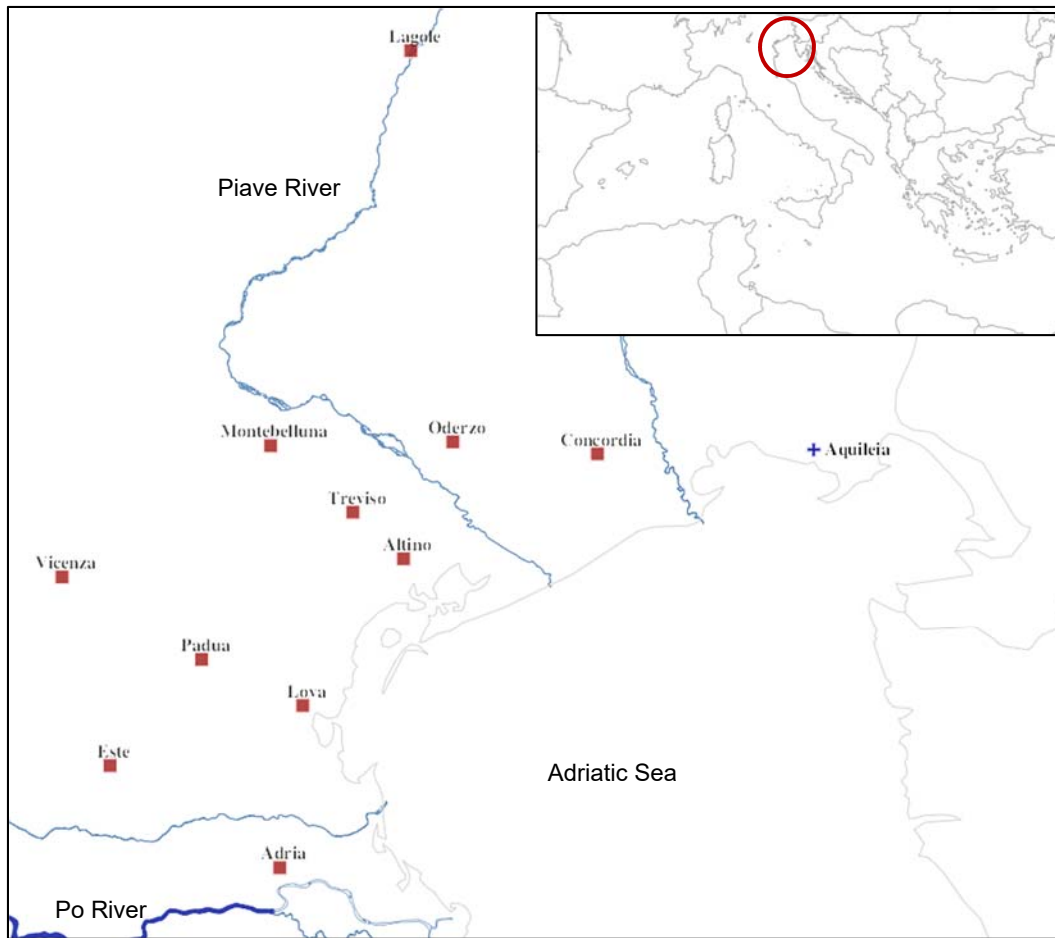 Lagole
Piave River
Montebelluna
Oderzo
Concordia
Aquileia
Treviso
Altino
Vicenza
Padua
Lova
Este
Adriatic Sea
Adria
Po River